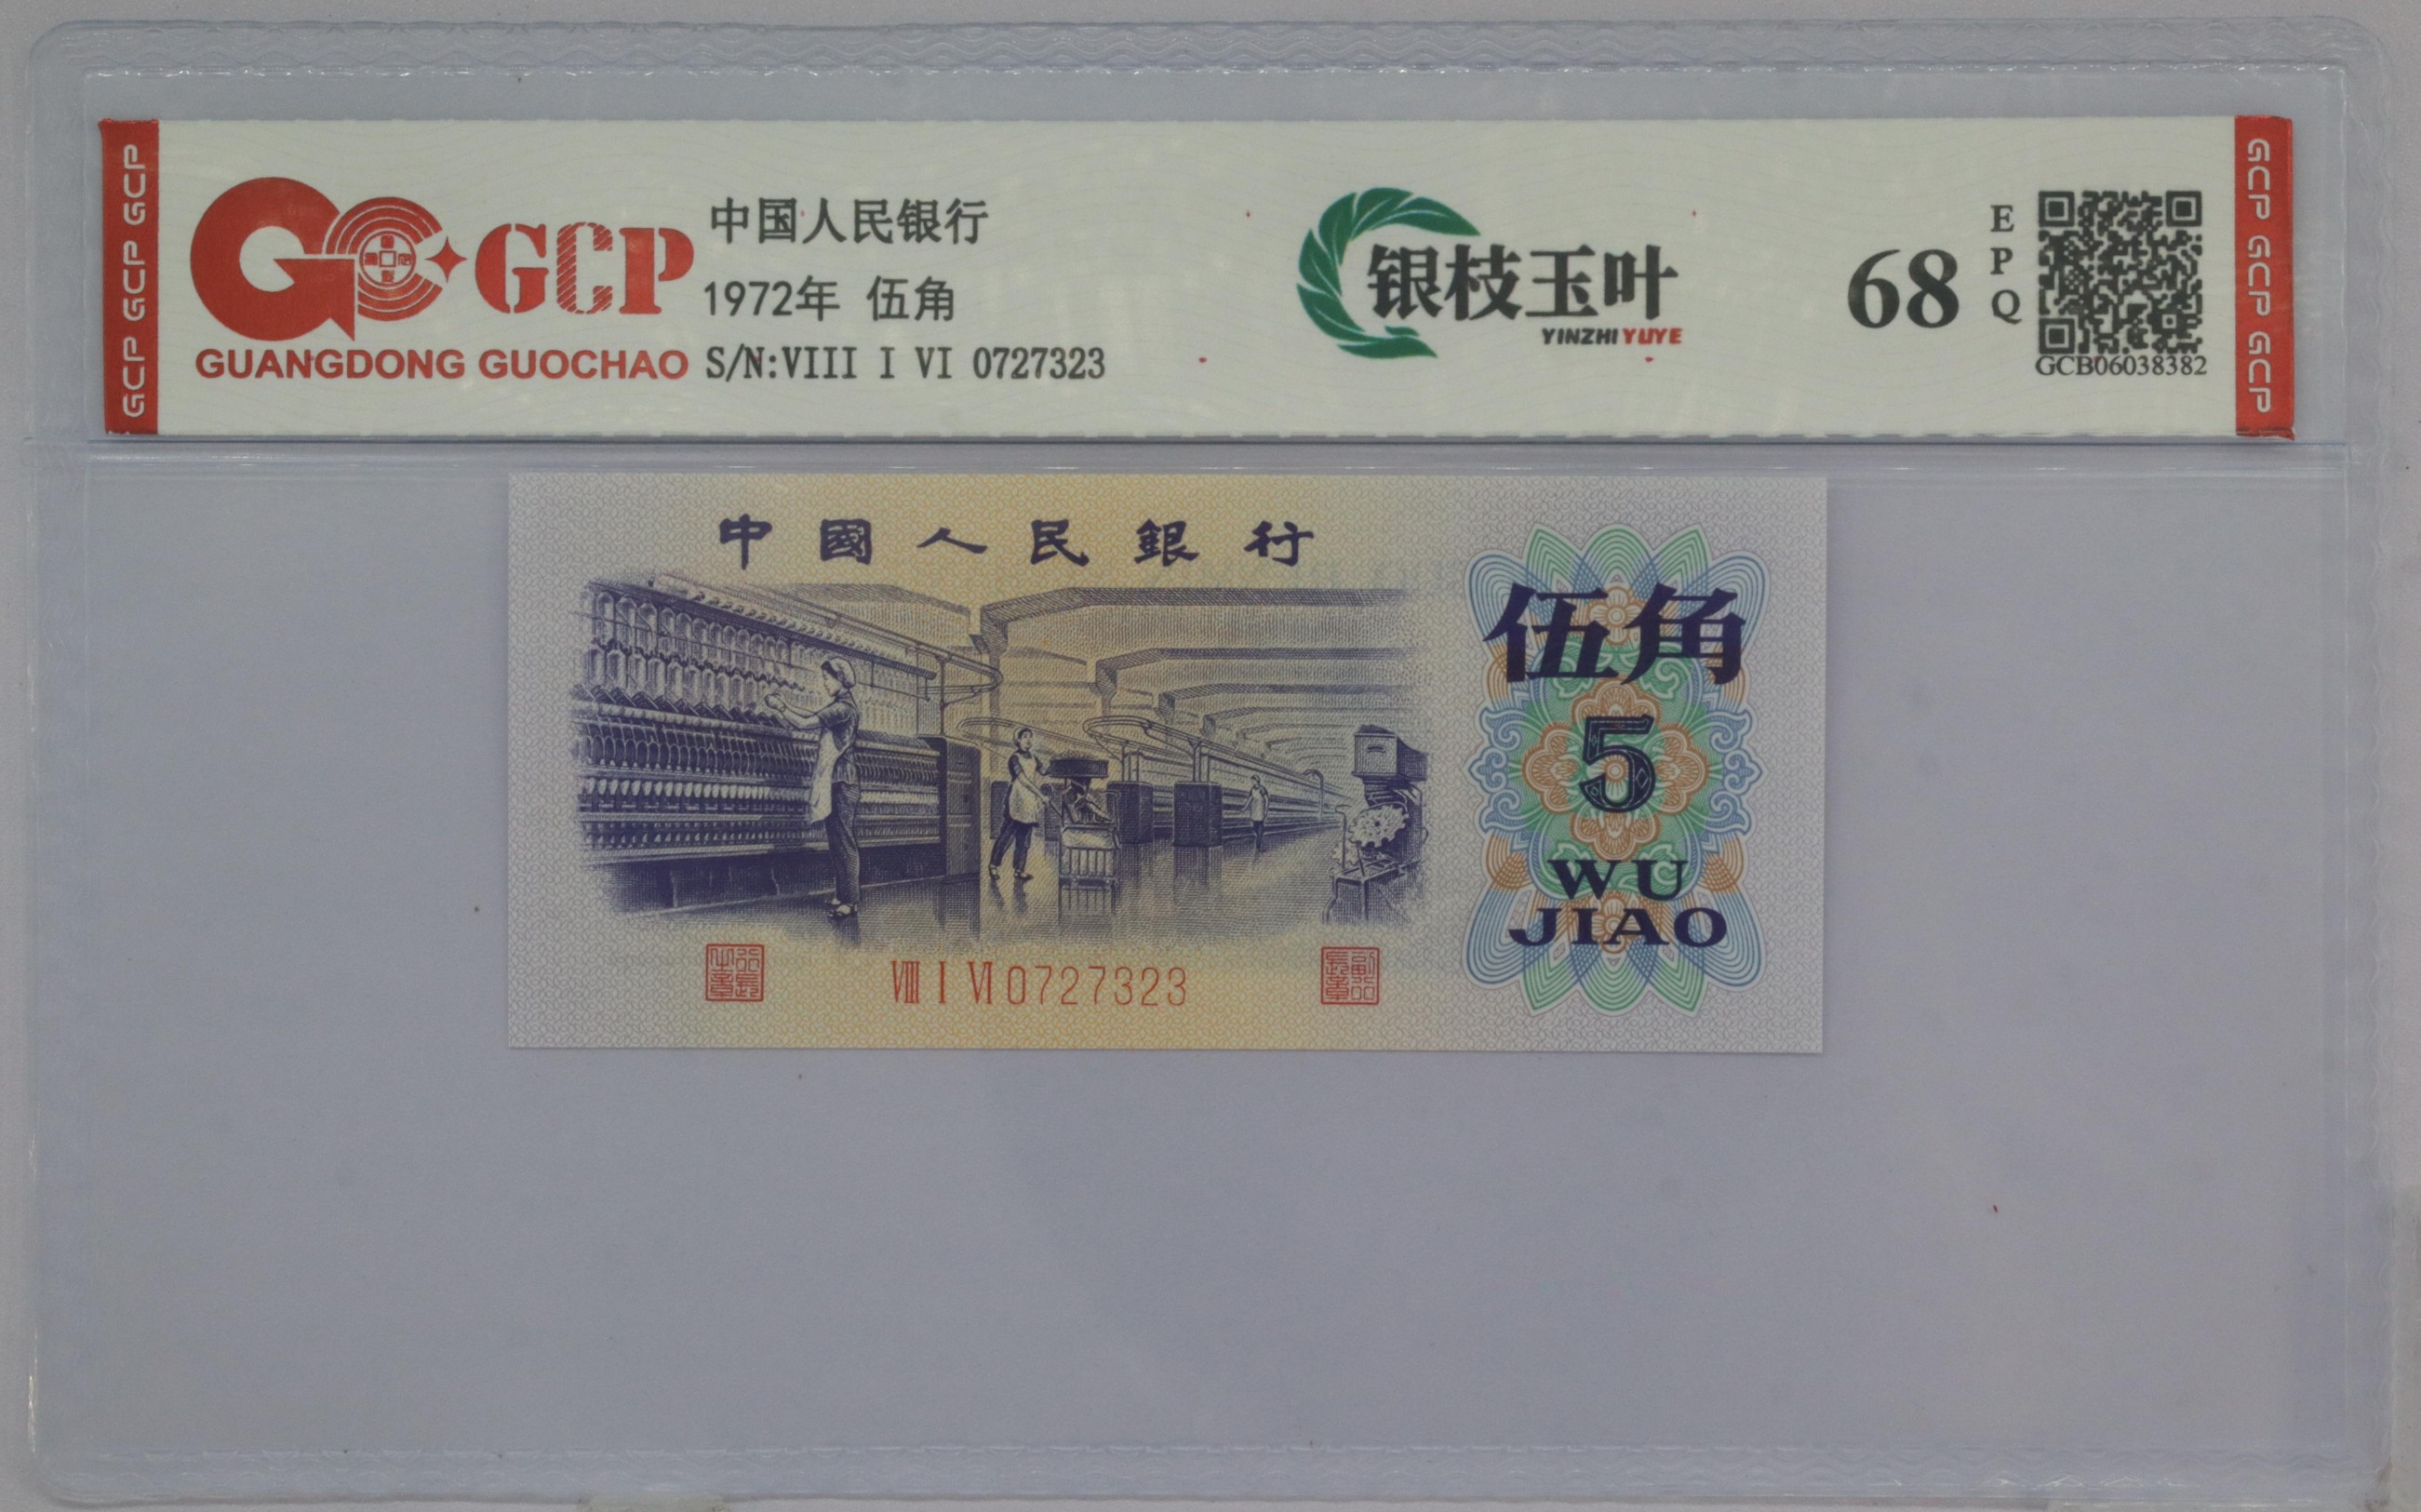 GCP GCP GCP
GCP
GUANGDONG GUOCHAO
中国人民银行
1972年 伍角
S/N:VIII I VI 0727323
银枝玉叶
YINZHI YUYE
68
EPQ
GCB06038382
GCP GCP GCP
中國人民銀行
伍角
5
WU
JIAO
VIII I VI 0727323